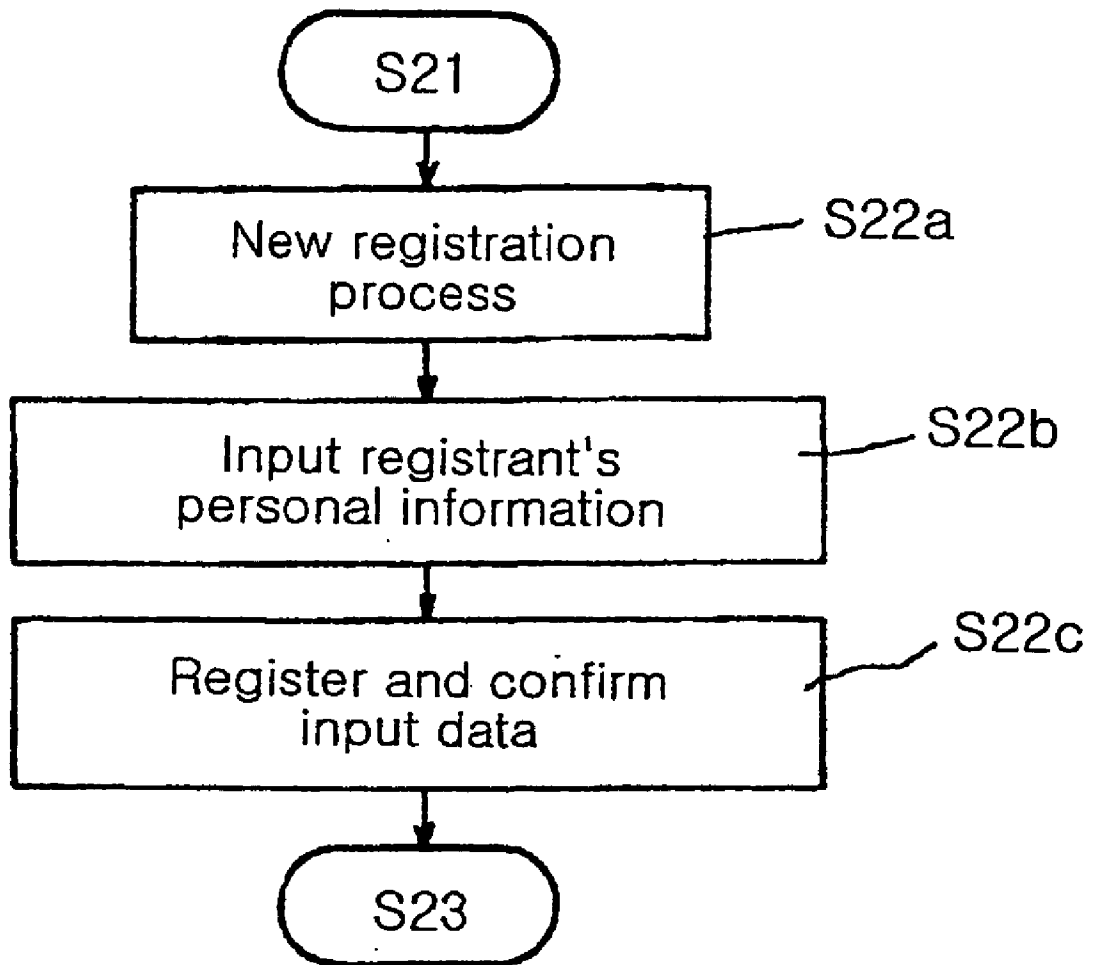 S21
New registration
process
S22a
Input registrant's
personal information
S22b
Register and confirm
input data
S22c
S23